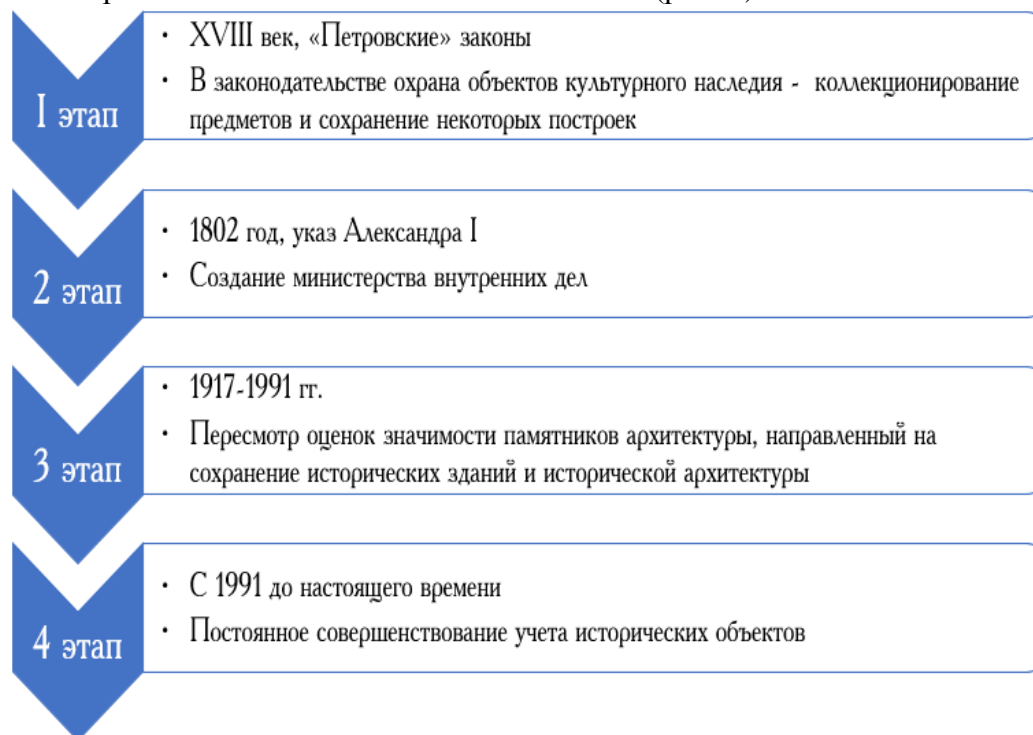 • XVIII век, «Петровские» законы
• В законодательстве охрана объектов культурного наследия - коллекционирование
предметов и сохранение некоторых построек
I этап
• 1802 год, указ Александра I
• Создание министерства внутренних дел
2 этап
• 1917-1991 гг.
• Пересмотр оценок значимости памятников архитектуры, направленный на
сохранение исторических зданий и исторической архитектуры
3 этап
• С 1991 до настоящего времени
• Постоянное совершенствование учета исторических объектов
4 этап